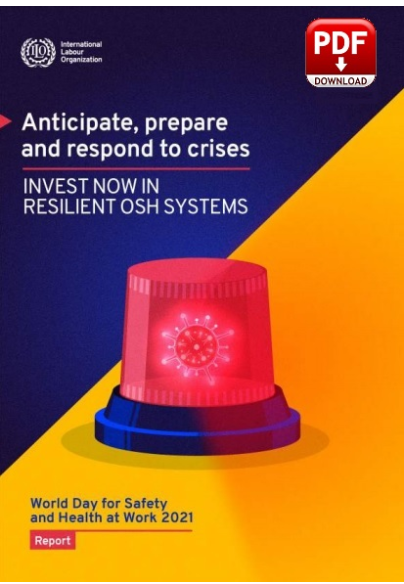 International
Labour
Organization
PDF
DOWNLOAD
Anticipate, prepare
and respond to crises
INVEST NOW IN
RESILIENT OSH SYSTEMS
World Day for Safety
and Health at Work 2021
Report